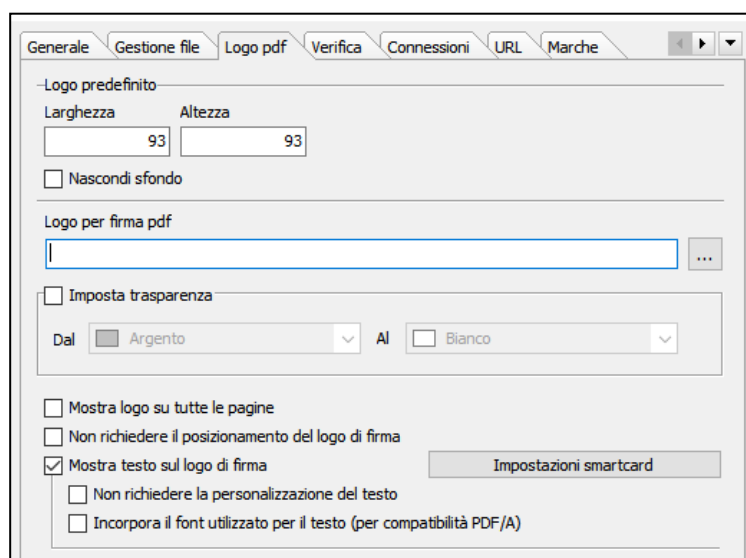 Generale Gestione file Logo pdf Verifica Connessioni URL Marche
Logo predefinito
Larghezza Altezza
93 93
Nascondi sfondo
Logo per firma pdf
...
Imposta trasparenza
Dal Argento Al Bianco
Mostra logo su tutte le pagine
Non richiedere il posizionamento del logo di firma
Mostra testo sul logo di firma Impostazioni smartcard
Non richiedere la personalizzazione del testo
Incorpora il font utilizzato per il testo (per compatibilità PDF/A)